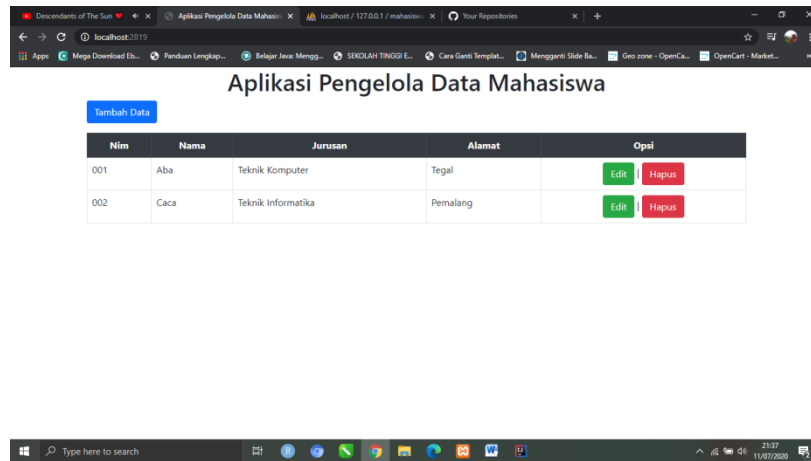 Descendants of The Sun
Aplikasi Pengelola Data Mahasis
localhost / 127.0.0.1 / mahasisw
Your Repositories
localhost:2819
Apps
Mega Download Eb...
Panduan Lengkap...
Belajar Java: Mengg...
SEKOLAH TINGGI E...
Cara Ganti Templat...
Mengganti Slide Ba...
Geo zone - OpenCa...
OpenCart - Market...
Aplikasi Pengelola Data Mahasiswa
Tambah Data
Nim Nama Jurusan Alamat Opsi
001 Aba Teknik Komputer Tegal Edit | Hapus
002 Caca Teknik Informatika Pemalang Edit | Hapus
Type here to search
21:37
11/07/2020